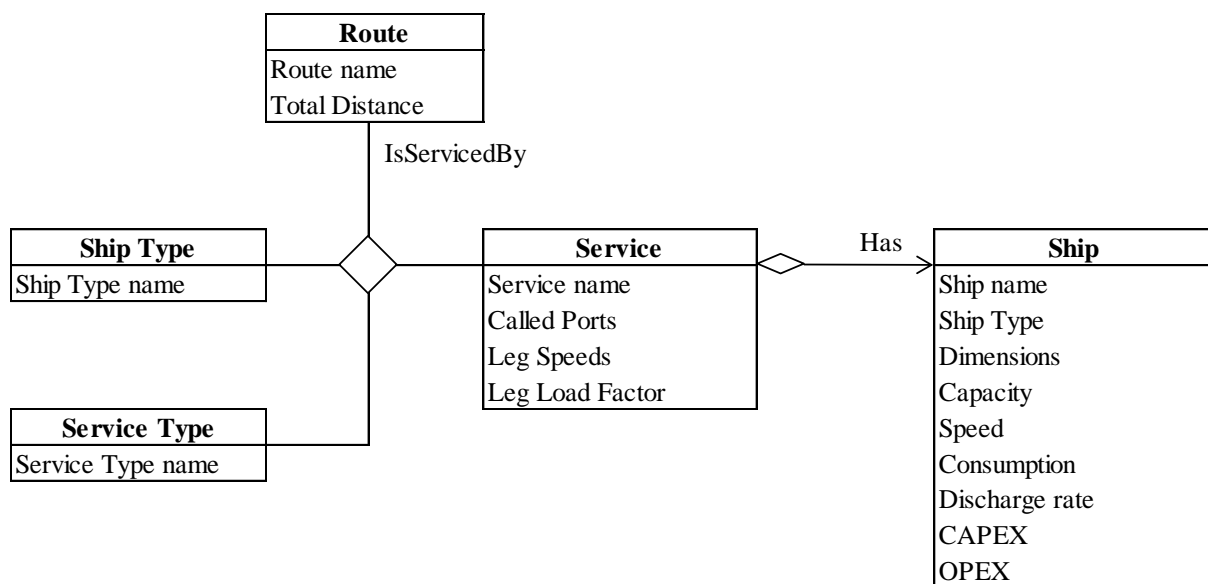 Route
Route name
Total Distance
IsServicedBy
Ship Type
Ship Type name
Service
Service name
Called Ports
Leg Speeds
Leg Load Factor
Has
Ship
Ship name
Ship Type
Dimensions
Capacity
Speed
Consumption
Discharge rate
CAPEX
OPEX
Service Type
Service Type name